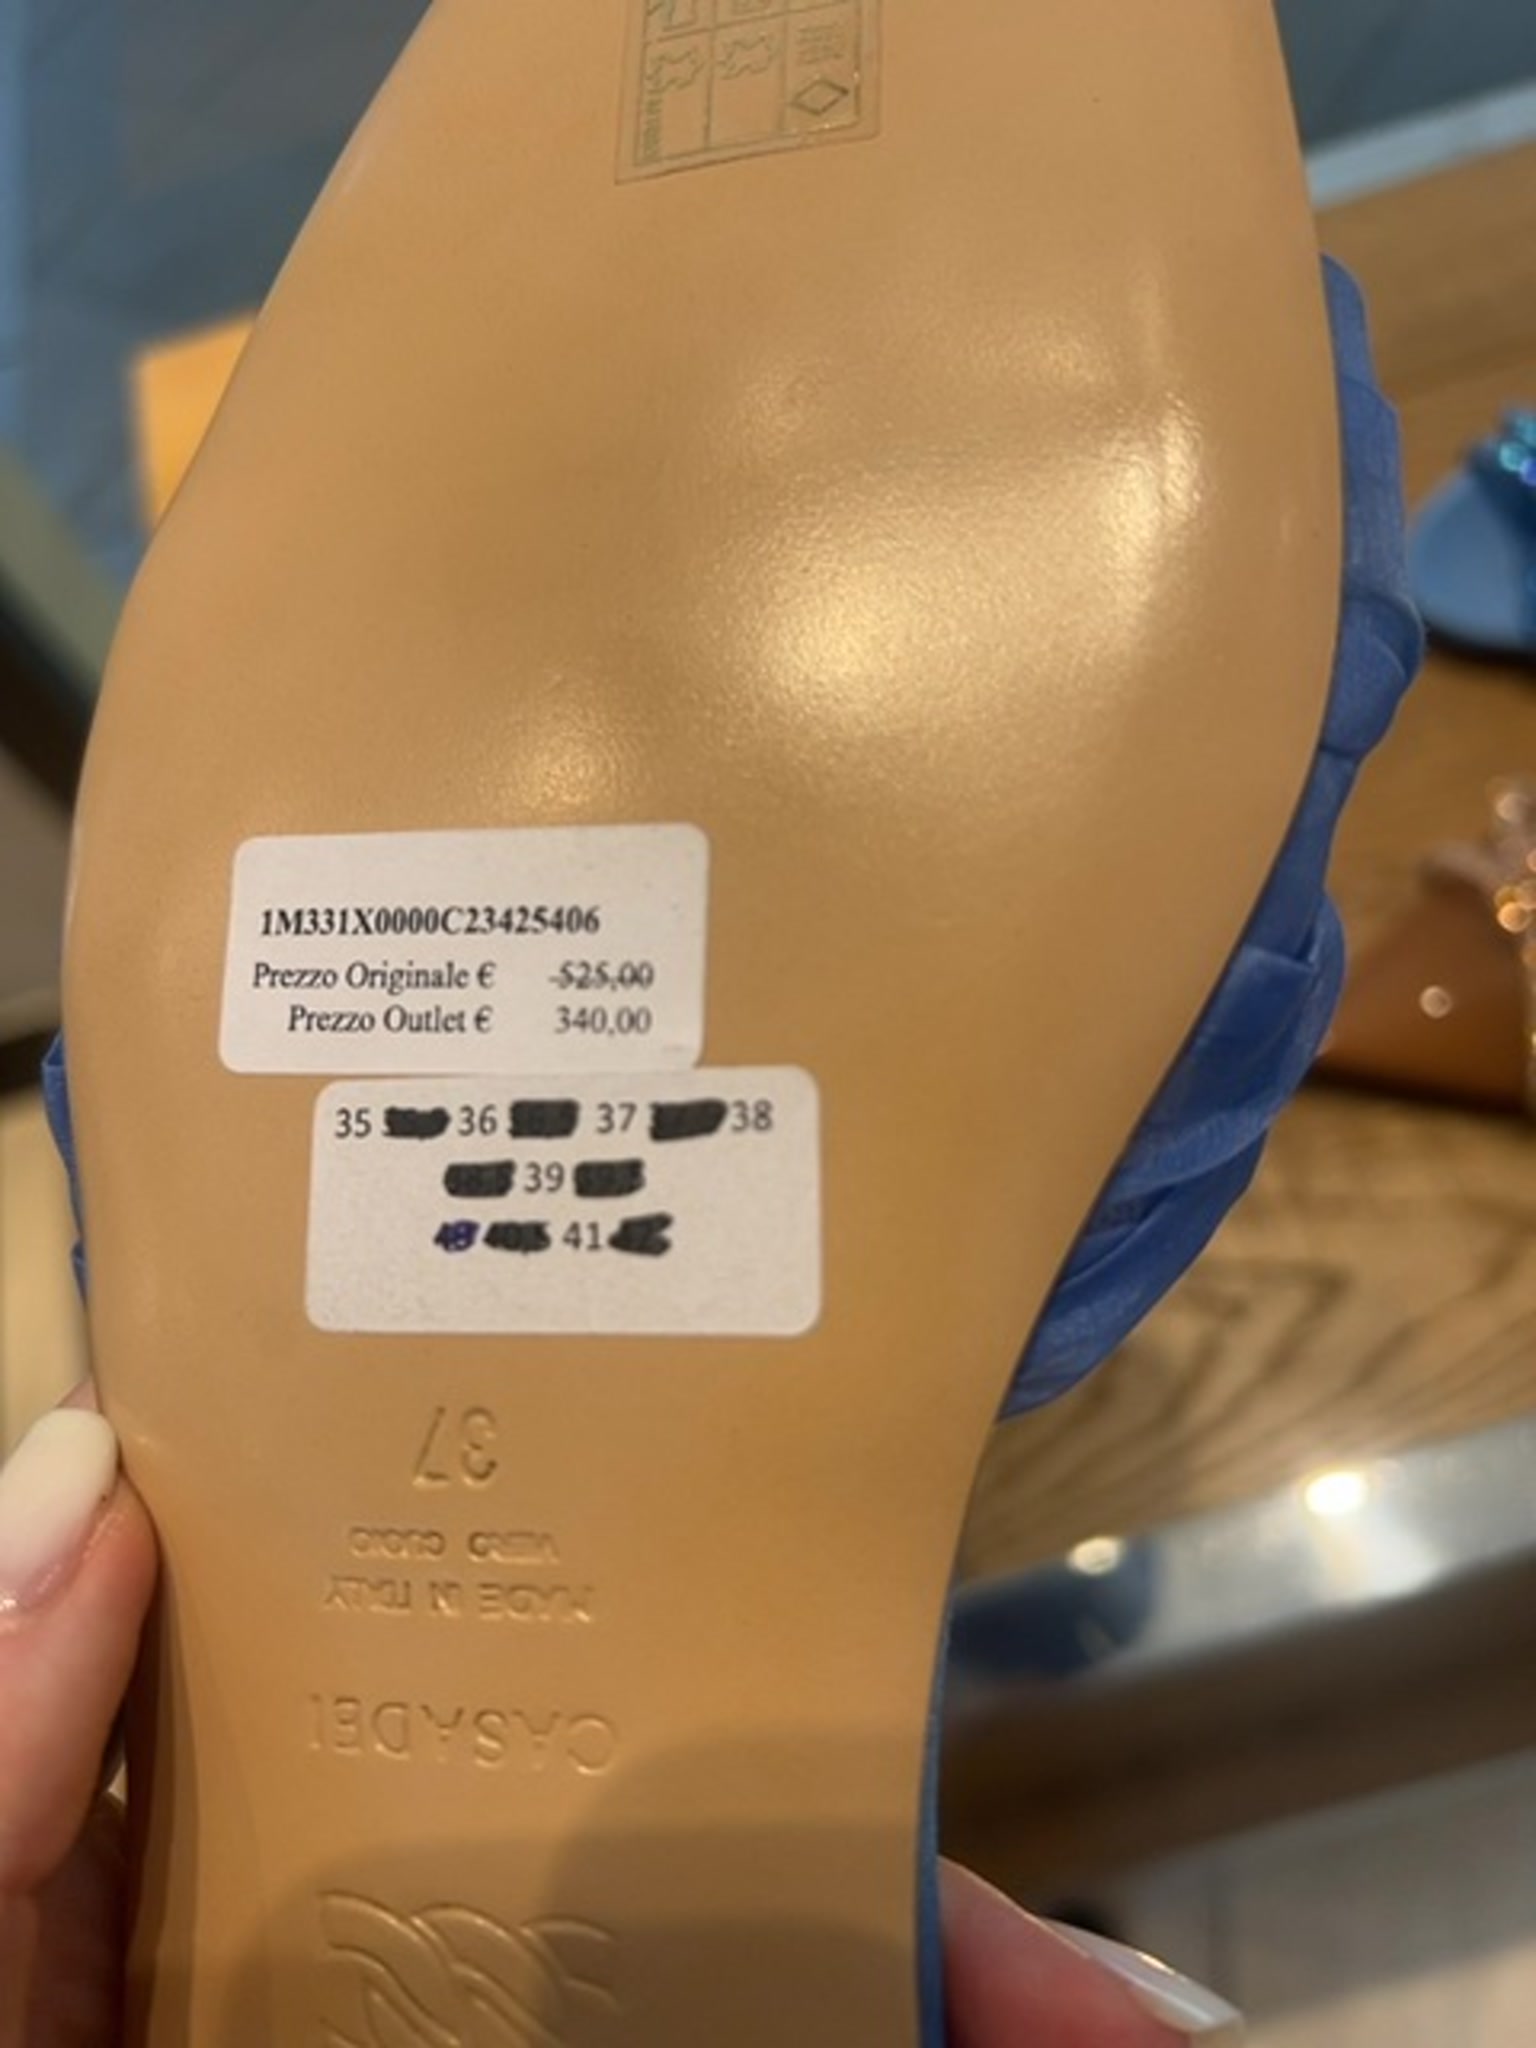 1M331X0000C23425406
Prezzo Originale € 525,00
Prezzo Outlet € 340,00
35 36 37 38
39
41
37
VERO CUOIO
MADE IN ITALY
CASADEI